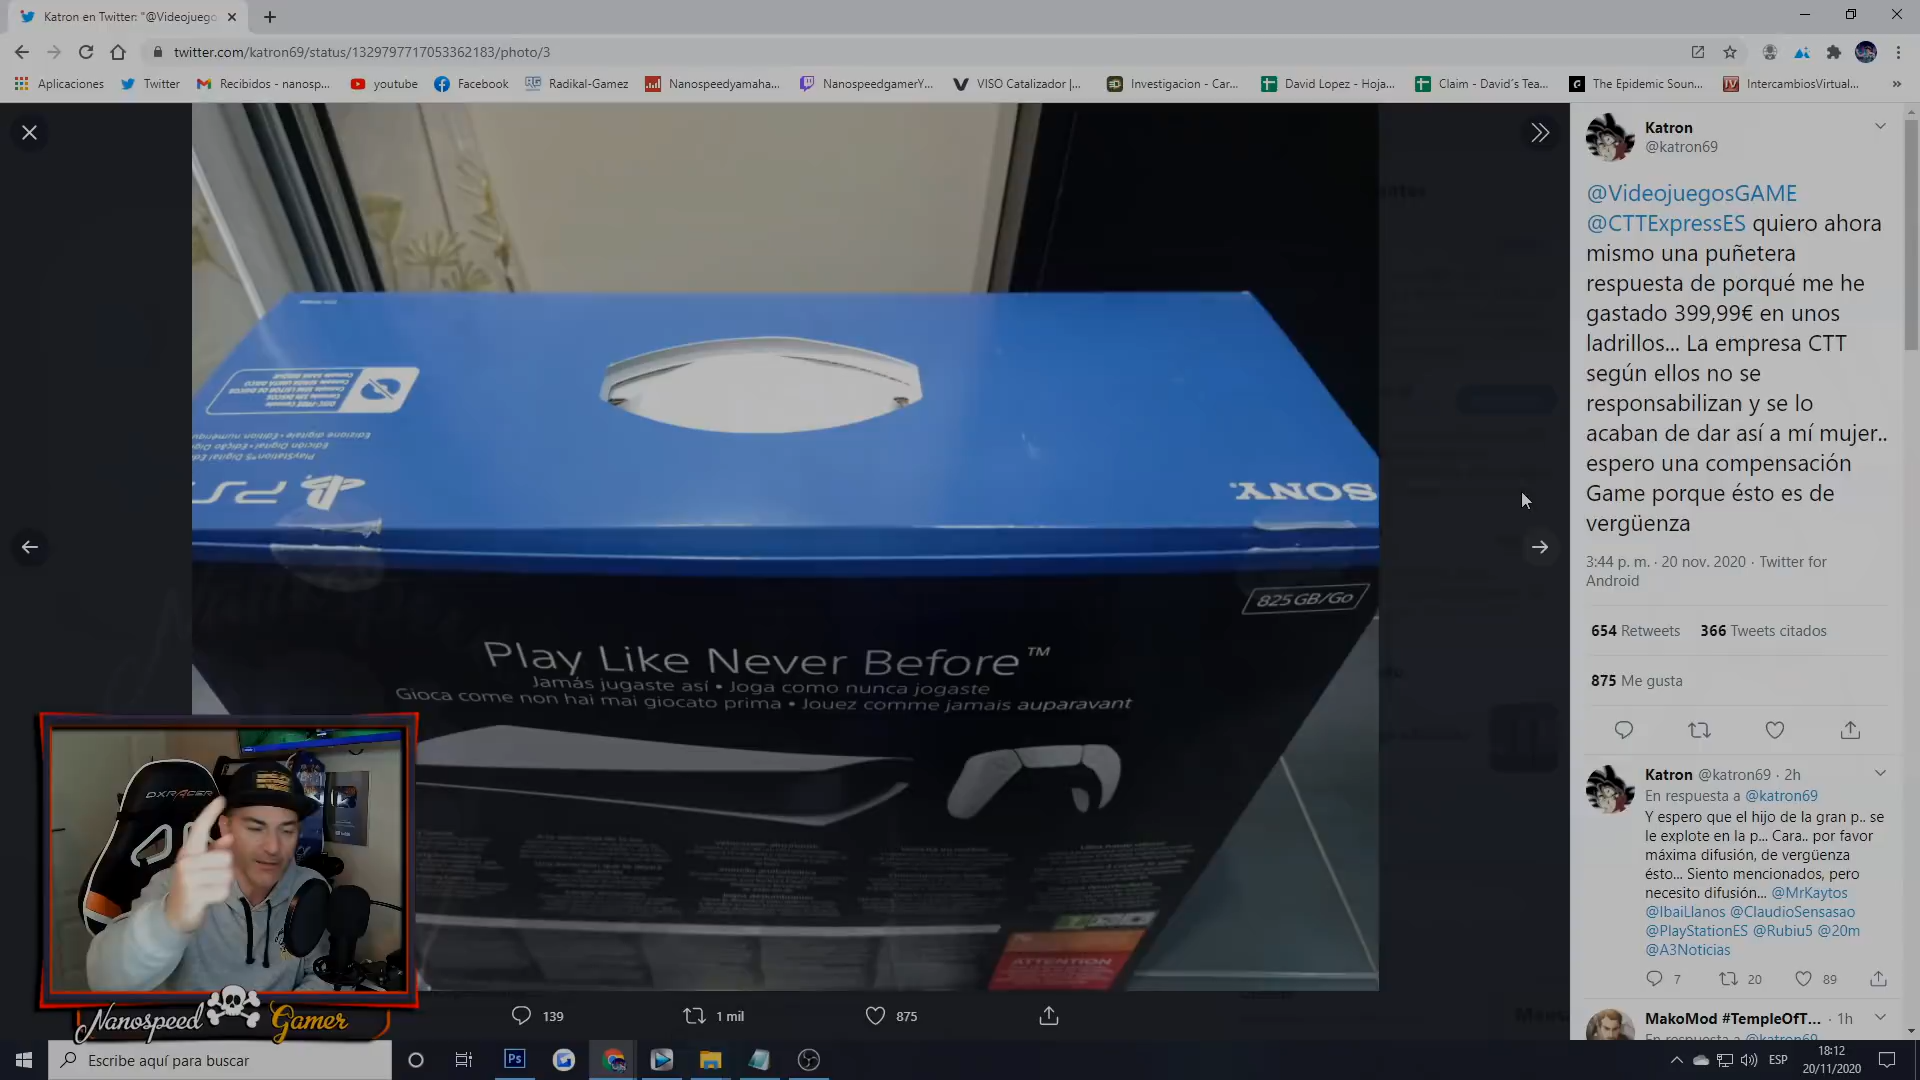 Katron en Twitter: "@Videojuego
twitter.com/katron69/status/1329797717053362183/photo/3
Aplicaciones
Twitter
Recibidos - nanosp...
youtube
Facebook
Radikal-Gamez
Nanospeedyamaha...
NanospeedgamerY...
VISO Catalizador |...
Investigacion - Car...
David Lopez - Hoja...
Claim - David´s Tea...
The Epidemic Soun...
IntercambiosVirtual...
SONY.
825 GB/Go
Play Like Never Before™
Jamás jugaste así • Joga como nunca jogaste
Gioca come non hai mai giocato prima • Jouez comme jamais auparavant
ATTENTION
DXRACER
Nanospeed Gamer
139
1 mil
875
Katron
@katron69
@VideojuegosGAME
@CTTExpressES quiero ahora
mismo una puñetera
respuesta de porqué me he
gastado 399,99€ en unos
ladrillos... La empresa CTT
según ellos no se
responsabilizan y se lo
acaban de dar así a mí mujer..
espero una compensación
Game porque ésto es de
vergüenza
3:44 p. m. · 20 nov. 2020 · Twitter for
Android
654 Retweets 366 Tweets citados
875 Me gusta
Katron @katron69 · 2h
En respuesta a @katron69
Y espero que el hijo de la gran p.. se
le explote en la p... Cara.. por favor
máxima difusión, de vergüenza
ésto... Siento mencionados, pero
necesito difusión... @MrKaytos
@IbaiLlanos @ClaudioSensasao
@PlayStationES @Rubiu5 @20m
@A3Noticias
7
20
89
MakoMod #TempleOfT... · 1h
En respuesta a @katron69
Escribe aquí para buscar
Ps
ESP
18:12
20/11/2020